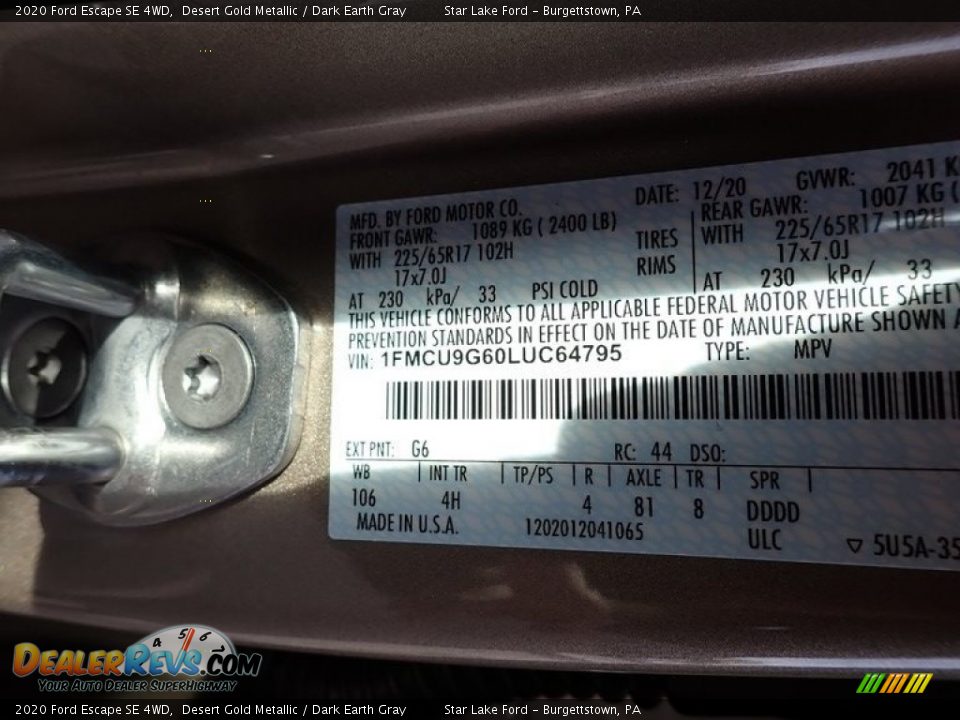 2020 Ford Escape SE 4WD, Desert Gold Metallic / Dark Earth Gray Star Lake Ford - Burgettstown, PA
MFD. BY FORD MOTOR CO. DATE: 12/20 GVWR: 2041 K
FRONT GAWR: 1089 KG ( 2400 LB) REAR GAWR: 1007 KG (
WITH 225/65R17 102H TIRES WITH 225/65R17 102H
17x7.0J RIMS 17x7.0J
AT 230 kPa/ 33 PSI COLD AT 230 kPa/ 33
THIS VEHICLE CONFORMS TO ALL APPLICABLE FEDERAL MOTOR VEHICLE SAFETY
PREVENTION STANDARDS IN EFFECT ON THE DATE OF MANUFACTURE SHOWN A
VIN: 1FMCU9G60LUC64795 TYPE: MPV
EXT PNT: G6 RC: 44 DSO:
WB INT TR TP/PS R AXLE TR SPR
106 4H 4 81 8 DDDD
MADE IN U.S.A. 1202012041065 ULC ▽ 5U5A-35
4 5 6
DEALERREVS.COM
YOUR AUTO DEALER SUPERHIGHWAY
2020 Ford Escape SE 4WD, Desert Gold Metallic / Dark Earth Gray Star Lake Ford - Burgettstown, PA